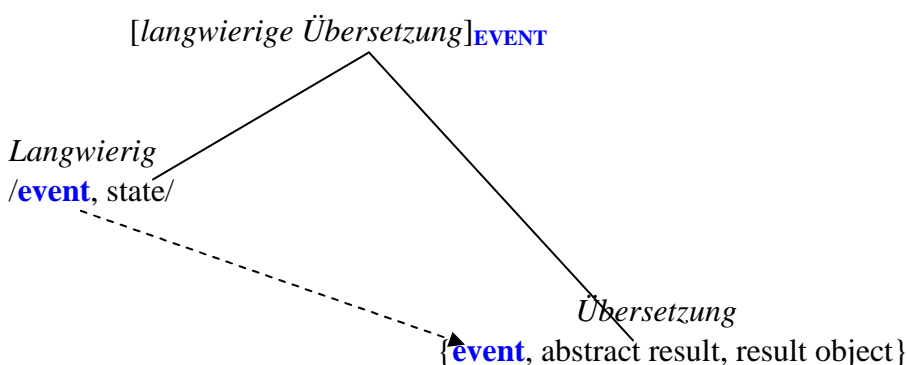 [langwierige Übersetzung]EVENT
Langwierig
/event, state/
Übersetzung
{event, abstract result, result object}